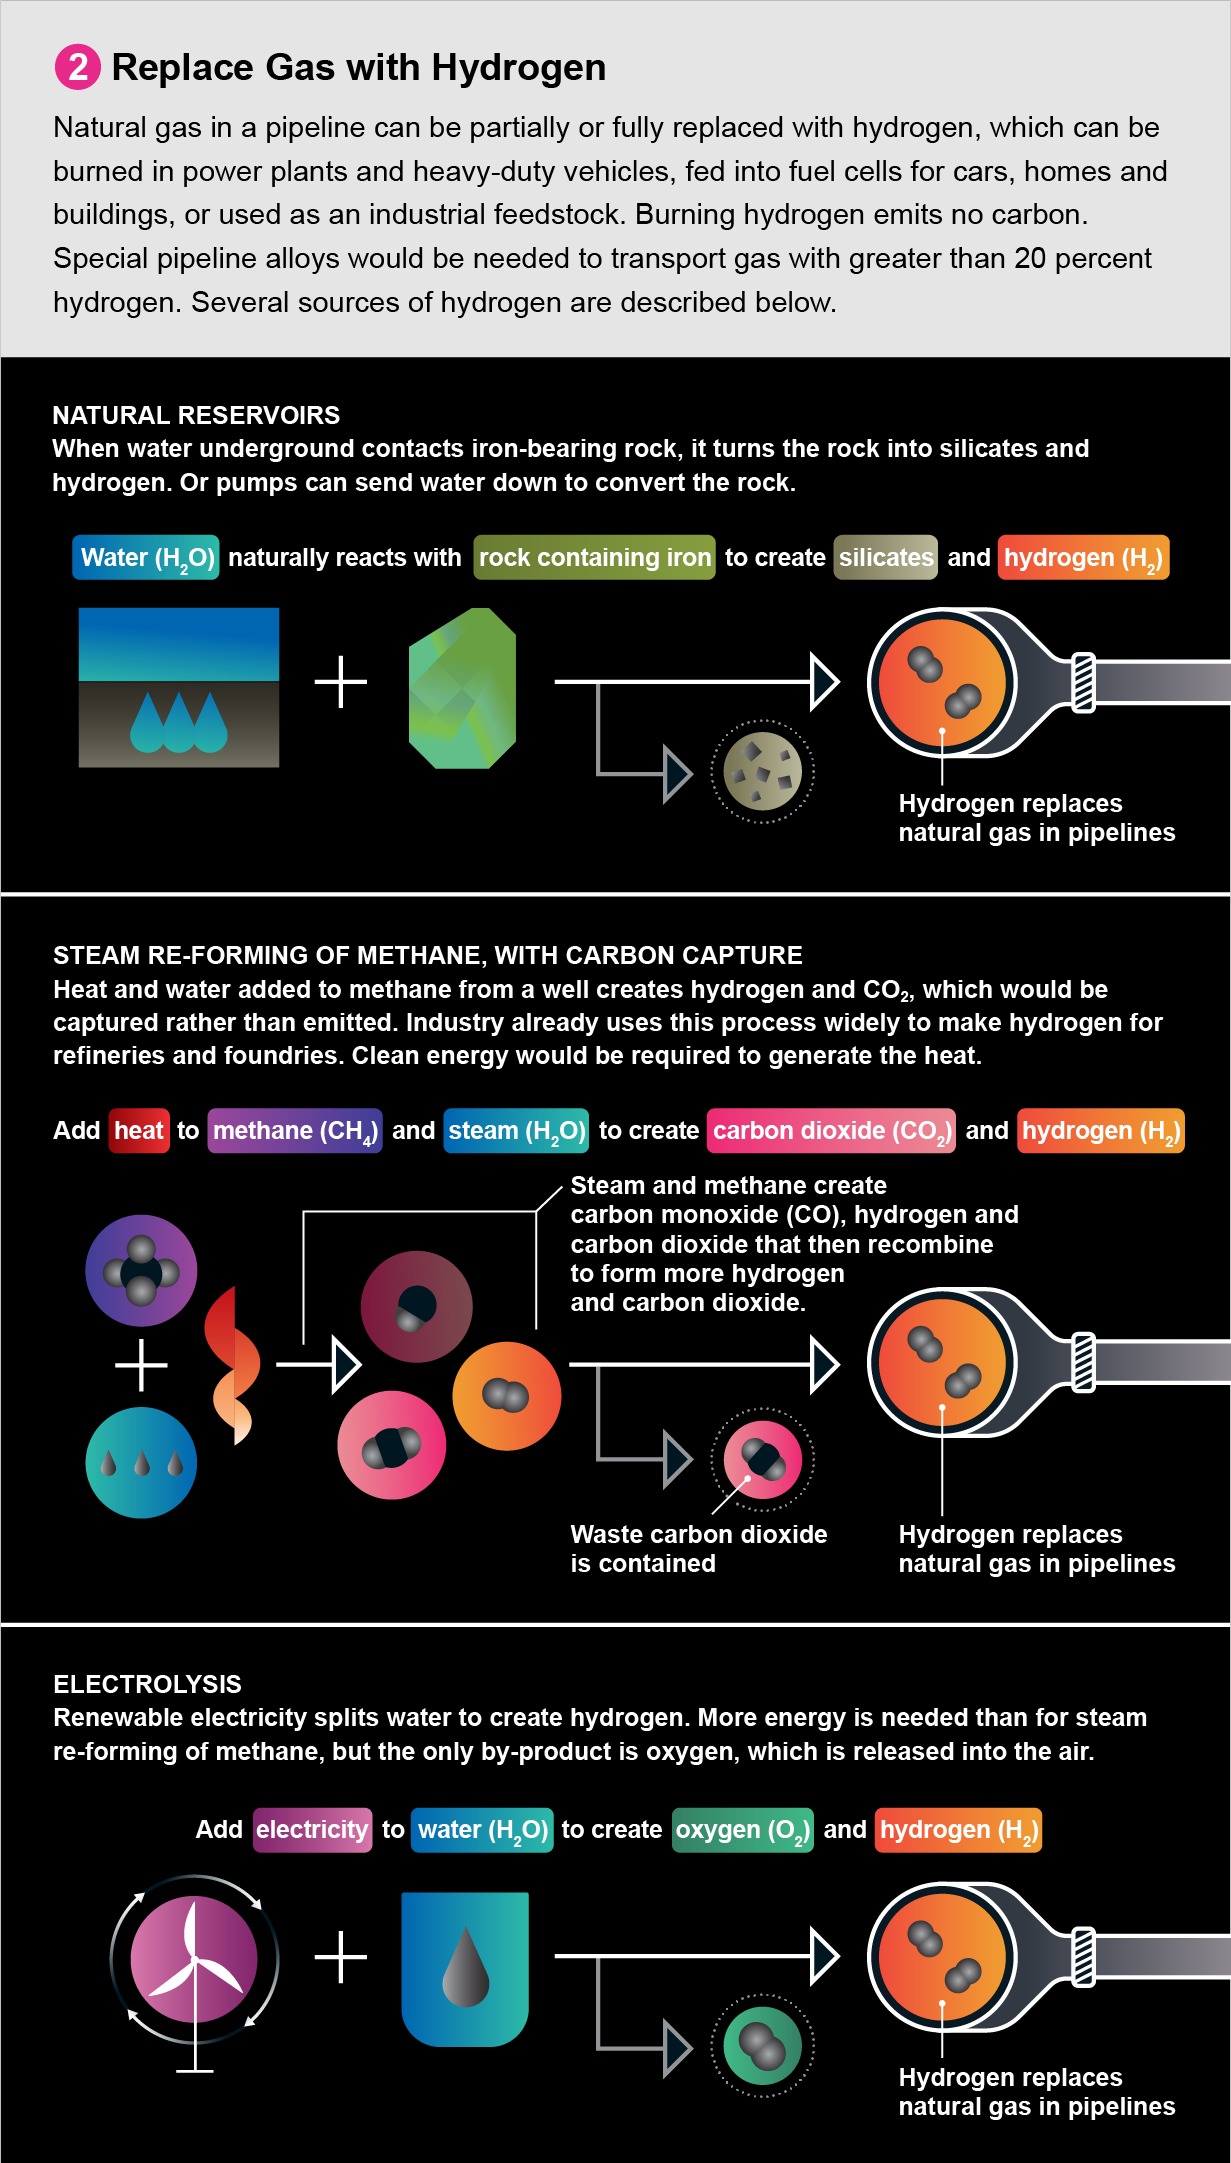 2 Replace Gas with Hydrogen
Natural gas in a pipeline can be partially or fully replaced with hydrogen, which can be
burned in power plants and heavy-duty vehicles, fed into fuel cells for cars, homes and
buildings, or used as an industrial feedstock. Burning hydrogen emits no carbon.
Special pipeline alloys would be needed to transport gas with greater than 20 percent
hydrogen. Several sources of hydrogen are described below.
NATURAL RESERVOIRS
When water underground contacts iron-bearing rock, it turns the rock into silicates and
hydrogen. Or pumps can send water down to convert the rock.
Water (H₂O) naturally reacts with rock containing iron to create silicates and hydrogen (H₂)
Hydrogen replaces
natural gas in pipelines
STEAM RE-FORMING OF METHANE, WITH CARBON CAPTURE
Heat and water added to methane from a well creates hydrogen and CO₂, which would be
captured rather than emitted. Industry already uses this process widely to make hydrogen for
refineries and foundries. Clean energy would be required to generate the heat.
Add heat to methane (CH₄) and steam (H₂O) to create carbon dioxide (CO₂) and hydrogen (H₂)
Steam and methane create
carbon monoxide (CO), hydrogen and
carbon dioxide that then recombine
to form more hydrogen
and carbon dioxide.
Waste carbon dioxide
is contained
Hydrogen replaces
natural gas in pipelines
ELECTROLYSIS
Renewable electricity splits water to create hydrogen. More energy is needed than for steam
re-forming of methane, but the only by-product is oxygen, which is released into the air.
Add electricity to water (H₂O) to create oxygen (O₂) and hydrogen (H₂)
Hydrogen replaces
natural gas in pipelines